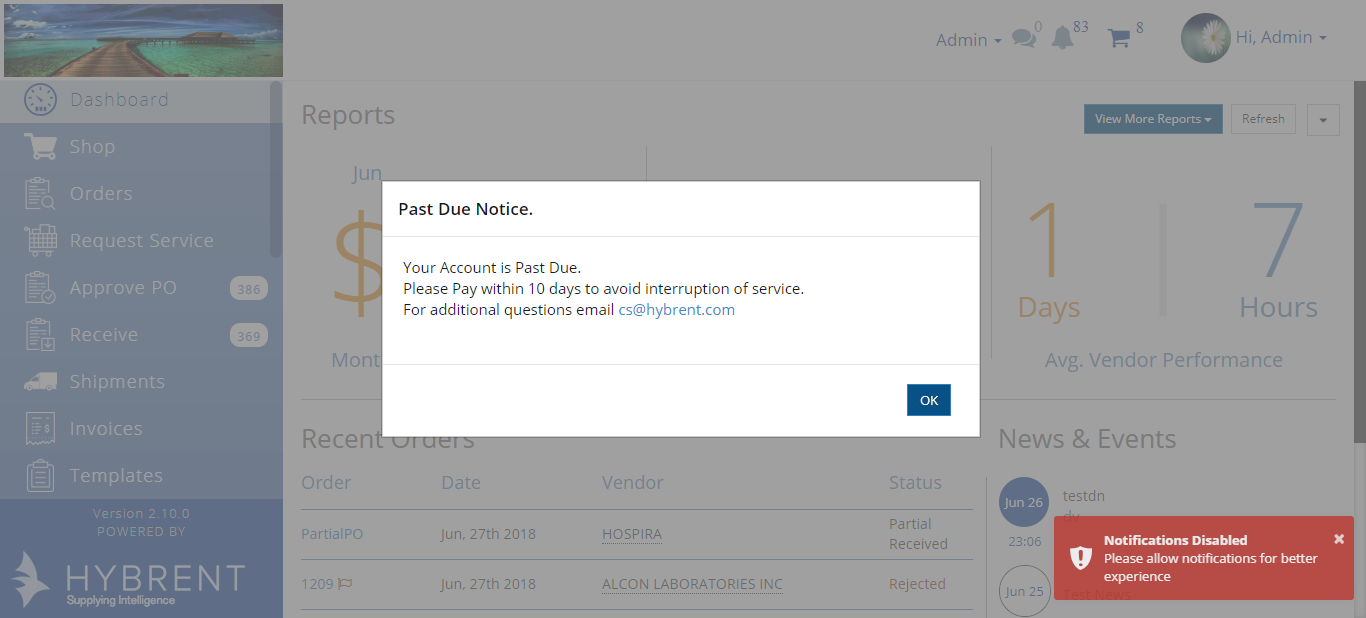 Admin
0
83
8
Hi, Admin
Dashboard
Shop
Orders
Request Service
Approve PO 386
Receive 369
Shipments
Invoices
Templates
Version 2.10.0
POWERED BY
HYBRENT
Supplying Intelligence
Reports
View More Reports
Refresh
Jun
$
Mont
1 7
Days Hours
Avg. Vendor Performance
Past Due Notice.
Your Account is Past Due.
Please Pay within 10 days to avoid interruption of service.
For additional questions email cs@hybrent.com
OK
Recent Orders
Order Date Vendor Status
PartialPO Jun, 27th 2018 HOSPIRA Partial
Received
1209 Jun, 27th 2018 ALCON LABORATORIES INC Rejected
News & Events
Jun 26 testdn
dv
23:06
Jun 25 Test News
Notifications Disabled
Please allow notifications for better
experience